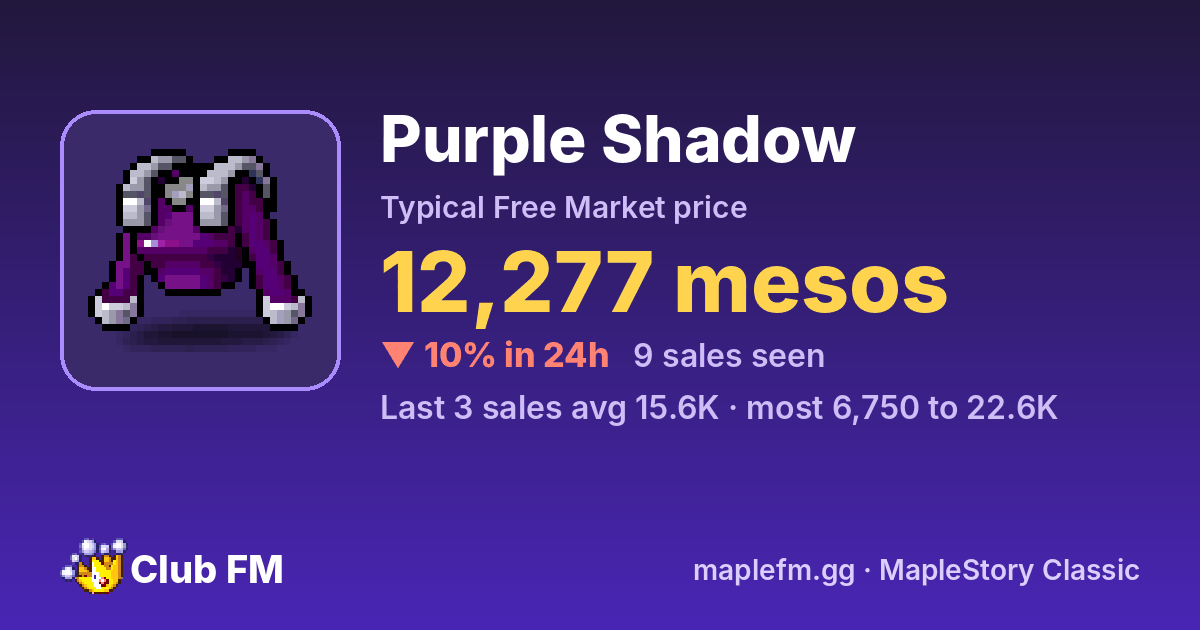 Purple Shadow
Typical Free Market price
12,277 mesos
▼ 10% in 24h 9 sales seen
Last 3 sales avg 15.6K · most 6,750 to 22.6K
Club FM
maplefm.gg · MapleStory Classic